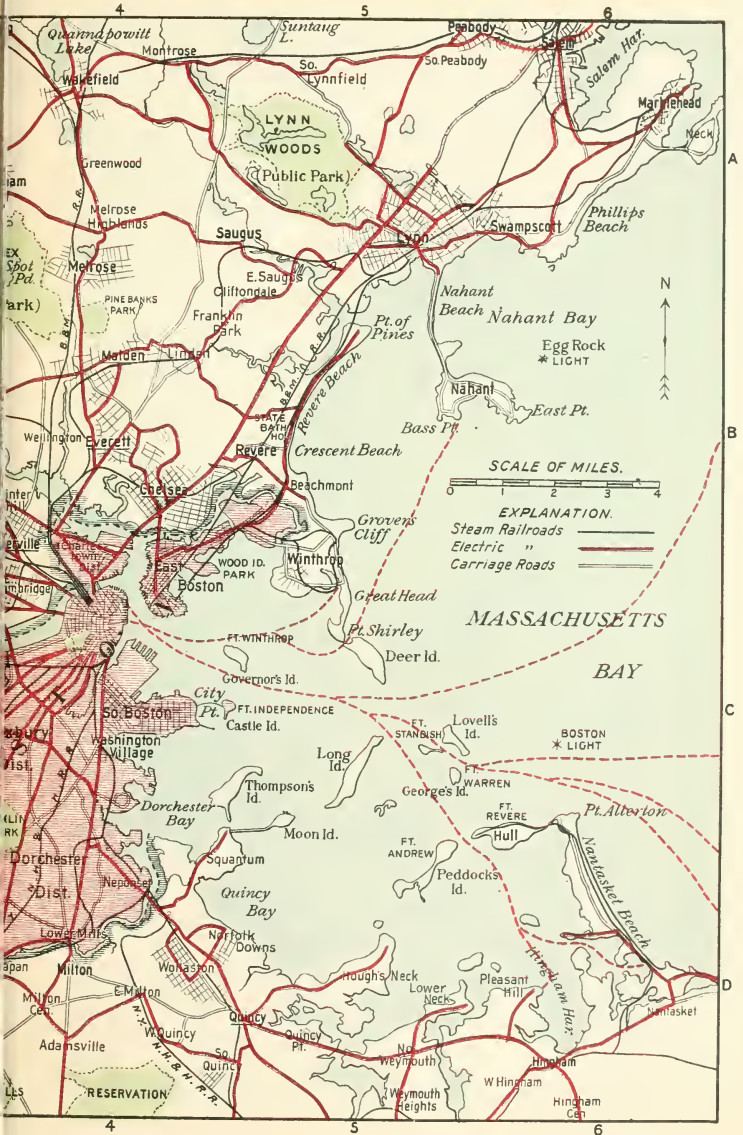 4 5 6
Quannapowitt
Lake
Suntaug
L.
Peabody
Salem
Salem Har.
Montrose
So.
Lynnfield
So. Peabody
Wakefield
Marblehead
Neck
LYNN
WOODS
(Public Park)
A
Greenwood
R.R.
Melrose
Highlands
Saugus
Lynn
Swampscott
Phillips
Beach
Spot
Pd.
Park)
Melrose
E. Saugus
Cliftondale
PINE BANKS
PARK
Franklin
Park
Nahant
Beach
Nahant Bay
N
Pt. of
Pines
Egg Rock
LIGHT
B.&M.
Malden
Linden
B.&M. R.R.
Revere Beach
Nahant
East Pt.
Bass Pt.
STATE
BATH
HO.
Wellington
Everett
Revere
Crescent Beach
B
SCALE OF MILES.
0 1 2 3 4
Chelsea
Beachmont
EXPLANATION.
Steam Railroads
Electric "
Carriage Roads
Grovers
Cliff
East
Boston
WOOD ID.
PARK
Winthrop
Great Head
MASSACHUSETTS
BAY
FT. WINTHROP
Pt. Shirley
Deer Id.
Governor's Id.
City
Pt.
So. Boston
FT. INDEPENDENCE
Castle Id.
FT.
STANDISH
Lovell's
Id.
BOSTON
LIGHT
C
Washington
Village
Long
Id.
FT.
WARREN
George's Id.
Thompson's
Id.
Dorchester
Bay
Moon Id.
FT.
REVERE
Hull
Pt. Allerton
FT.
ANDREW
Peddocks
Id.
Nantasket Beach
Dorchester
Dist.
Squantum
Neponset
Quincy
Bay
Lower Mills
Norfolk
Downs
Wollaston
Milton
Hough's Neck
Lower
Neck
Pleasant
Hill
Hingham Har.
D
E. Milton
Milton
Cen.
Nantasket
Quincy
Quincy
Pt.
W. Quincy
N.Y.N.H.&H.R.R.
Adamsville
So.
Quincy
No.
Weymouth
Hingham
W Hingham
RESERVATION
Weymouth
Heights
Hingham
Cen
4 5 6